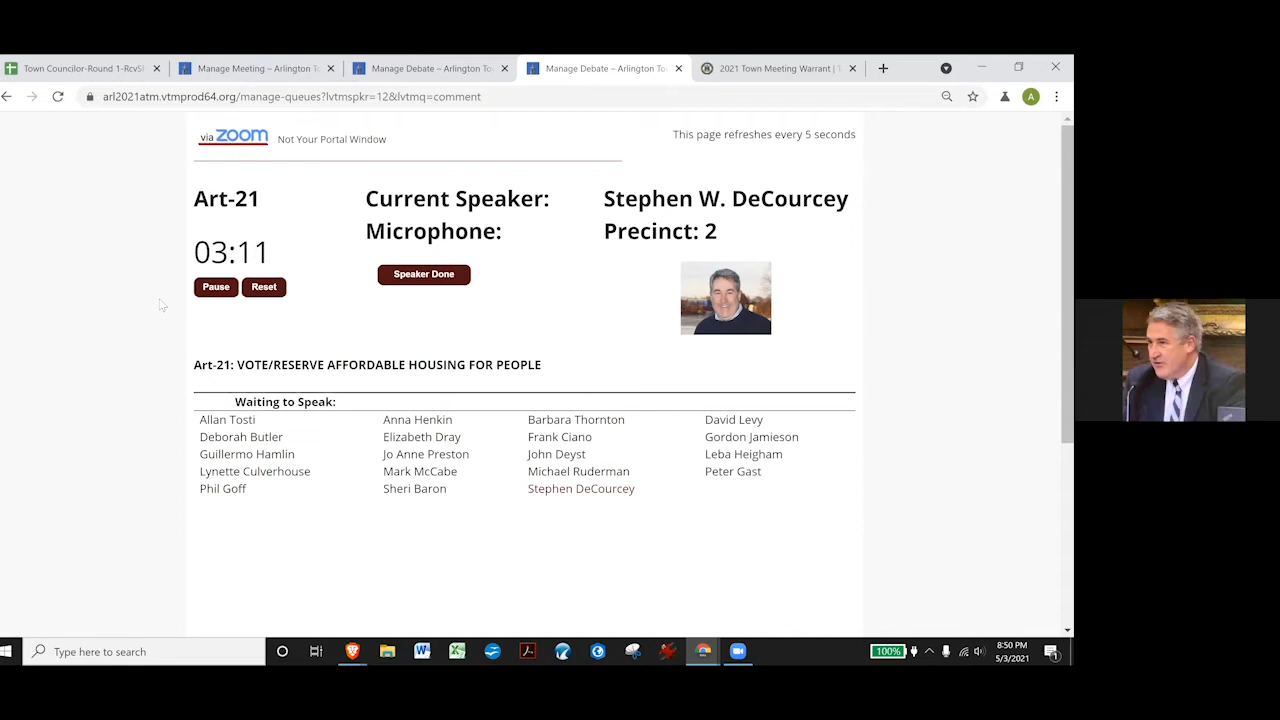 Town Councilor-Round 1-RcvSh
Manage Meeting – Arlington To
Manage Debate – Arlington To
Manage Debate – Arlington To
2021 Town Meeting Warrant | T
arl2021atm.vtmprod64.org/manage-queues?lvtmspkr=12&lvtmq=comment
A
via zoom Not Your Portal Window
This page refreshes every 5 seconds
Art-21 Current Speaker: Stephen W. DeCourcey
Microphone: Precinct: 2
03:11
Pause Reset
Speaker Done
Art-21: VOTE/RESERVE AFFORDABLE HOUSING FOR PEOPLE
Waiting to Speak:
Allan Tosti Anna Henkin Barbara Thornton David Levy
Deborah Butler Elizabeth Dray Frank Ciano Gordon Jamieson
Guillermo Hamlin Jo Anne Preston John Deyst Leba Heigham
Lynette Culverhouse Mark McCabe Michael Ruderman Peter Gast
Phil Goff Sheri Baron Stephen DeCourcey
Type here to search
100%
8:50 PM
5/3/2021